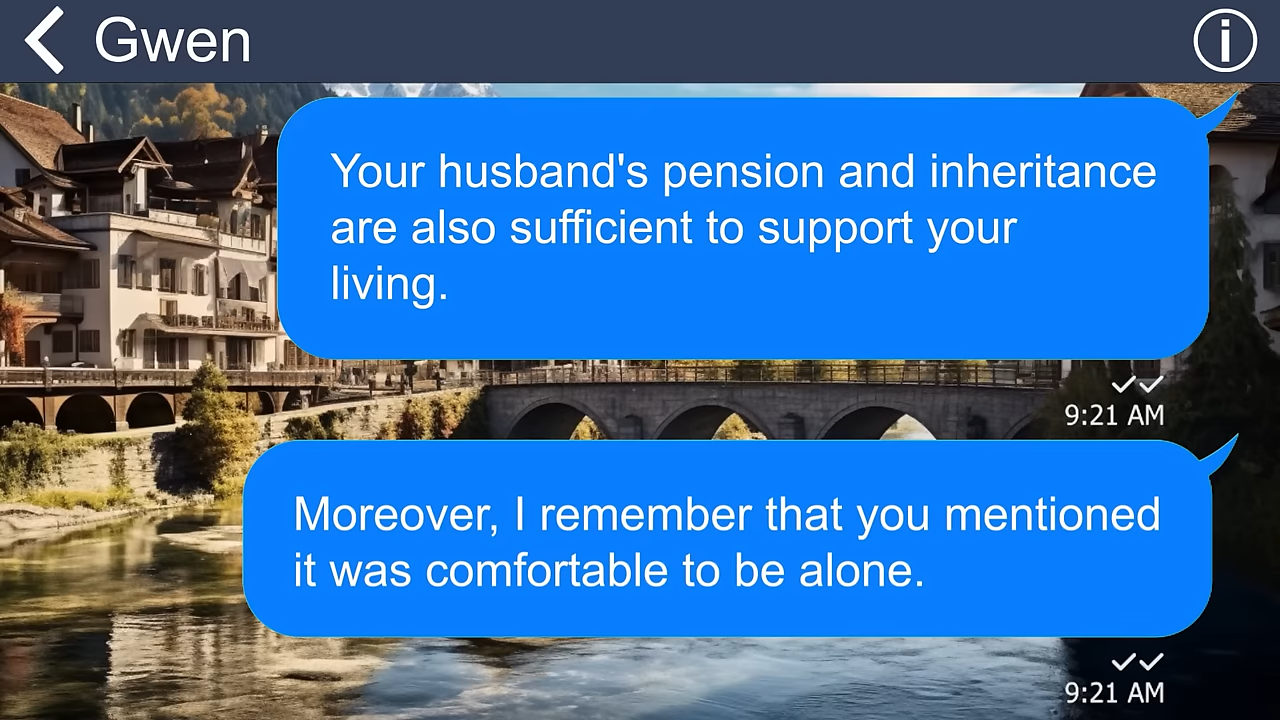 Gwen
Your husband's pension and inheritance
are also sufficient to support your
living.
9:21 AM
Moreover, I remember that you mentioned
it was comfortable to be alone.
9:21 AM